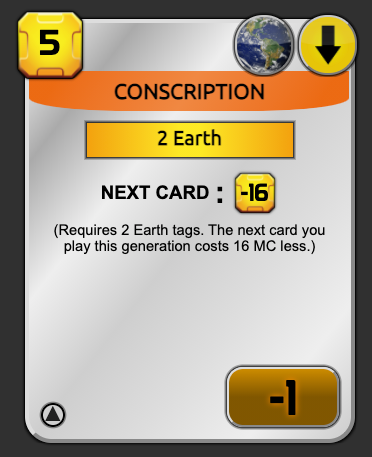 5
CONSCRIPTION
2 Earth
NEXT CARD : -16
(Requires 2 Earth tags. The next card you
play this generation costs 16 MC less.)
-1